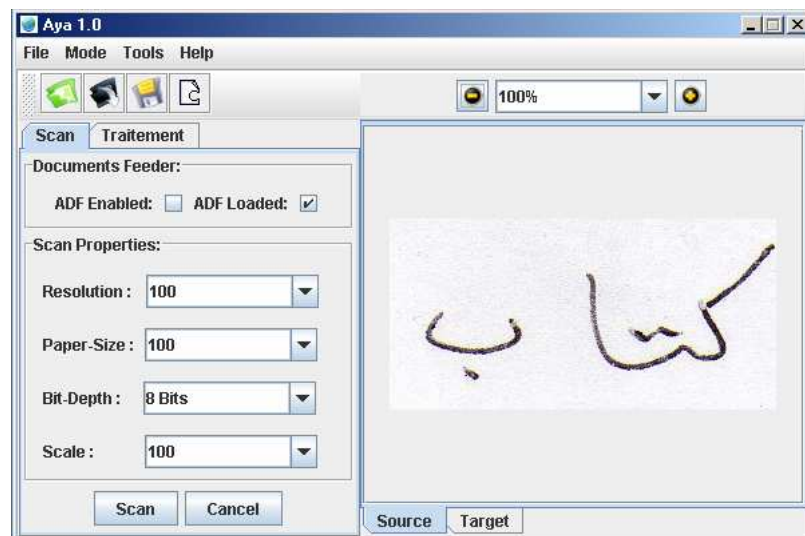 Aya 1.0
File Mode Tools Help
100%
Scan Traitement
Documents Feeder:
ADF Enabled: ADF Loaded:
Scan Properties:
Resolution : 100
Paper-Size : 100
Bit-Depth : 8 Bits
Scale : 100
Scan Cancel
كتاب
Source Target